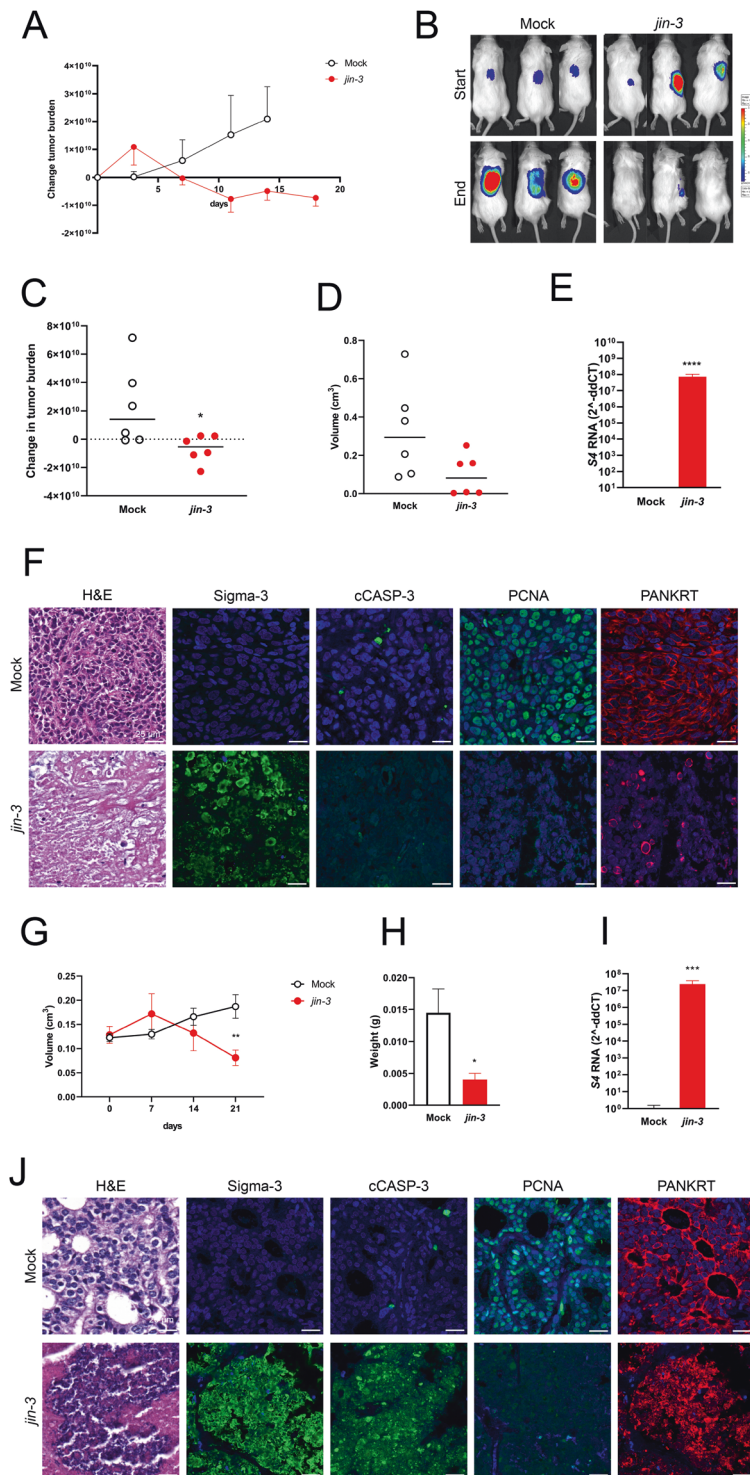 A
Mock
jin-3
Change tumor burden
4×10¹⁰
3×10¹⁰
2×10¹⁰
1×10¹⁰
0
-1×10¹⁰
-2×10¹⁰
5
10
15
20
days
B
Mock
jin-3
Start
End
C
Change in tumor burden
8×10¹⁰
6×10¹⁰
4×10¹⁰
2×10¹⁰
0
-2×10¹⁰
-4×10¹⁰
*
Mock
jin-3
D
Volume (cm³)
0.8
0.6
0.4
0.2
0.0
Mock
jin-3
E
S4 RNA (2^-ddCT)
10¹⁰
10⁹
10⁸
10⁷
10⁶
10⁵
10⁴
10³
10²
10¹
****
Mock
jin-3
F
H&E
Sigma-3
cCASP-3
PCNA
PANKRT
Mock
25 µm
jin-3
G
Mock
jin-3
Volume (cm³)
0.25
0.20
0.15
0.10
0.05
0.00
**
0
7
14
21
days
H
Weight (g)
0.020
0.015
0.010
0.005
0.000
*
Mock
jin-3
I
S4 RNA (2^-ddCT)
10⁸
10⁷
10⁶
10⁵
10⁴
10³
10²
10¹
10⁰
***
Mock
jin-3
J
H&E
Sigma-3
cCASP-3
PCNA
PANKRT
Mock
jin-3